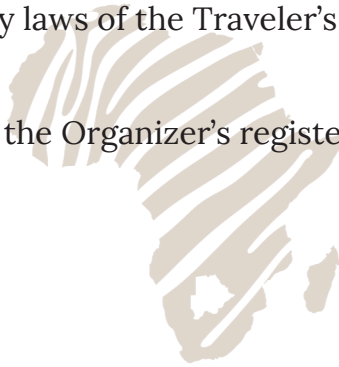 y laws of the Traveler’s
the Organizer’s registe